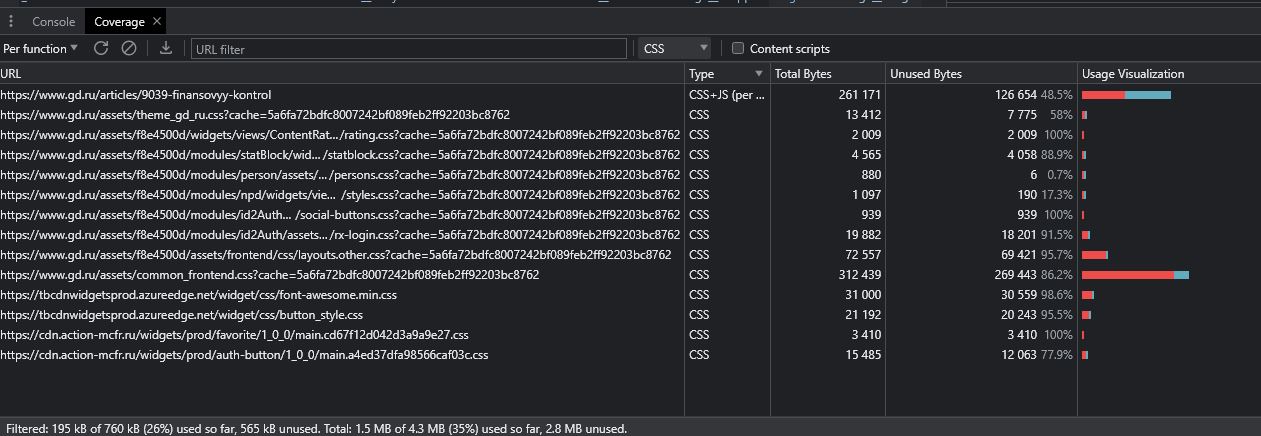 Console Coverage ×
Per function ▼ URL filter CSS ▼ Content scripts
URL Type ▼ Total Bytes Unused Bytes Usage Visualization
https://www.gd.ru/articles/9039-finansovyy-kontrol CSS+JS (per ... 261 171 126 654 48.5%
https://www.gd.ru/assets/theme_gd_ru.css?cache=5a6fa72bdfc8007242bf089feb2ff92203bc8762 CSS 13 412 7 775 58%
https://www.gd.ru/assets/f8e4500d/widgets/views/ContentRat… /rating.css?cache=5a6fa72bdfc8007242bf089feb2ff92203bc8762 CSS 2 009 2 009 100%
https://www.gd.ru/assets/f8e4500d/modules/statBlock/wid… /statblock.css?cache=5a6fa72bdfc8007242bf089feb2ff92203bc8762 CSS 4 565 4 058 88.9%
https://www.gd.ru/assets/f8e4500d/modules/person/assets/… /persons.css?cache=5a6fa72bdfc8007242bf089feb2ff92203bc8762 CSS 880 6 0.7%
https://www.gd.ru/assets/f8e4500d/modules/npd/widgets/vie… /styles.css?cache=5a6fa72bdfc8007242bf089feb2ff92203bc8762 CSS 1 097 190 17.3%
https://www.gd.ru/assets/f8e4500d/modules/id2Auth… /social-buttons.css?cache=5a6fa72bdfc8007242bf089feb2ff92203bc8762 CSS 939 939 100%
https://www.gd.ru/assets/f8e4500d/modules/id2Auth/assets… /rx-login.css?cache=5a6fa72bdfc8007242bf089feb2ff92203bc8762 CSS 19 882 18 201 91.5%
https://www.gd.ru/assets/f8e4500d/assets/frontend/css/layouts.other.css?cache=5a6fa72bdfc8007242bf089feb2ff92203bc8762 CSS 72 557 69 421 95.7%
https://www.gd.ru/assets/common_frontend.css?cache=5a6fa72bdfc8007242bf089feb2ff92203bc8762 CSS 312 439 269 443 86.2%
https://tbcdnwidgetsprod.azureedge.net/widget/css/font-awesome.min.css CSS 31 000 30 559 98.6%
https://tbcdnwidgetsprod.azureedge.net/widget/css/button_style.css CSS 21 192 20 243 95.5%
https://cdn.action-mcfr.ru/widgets/prod/favorite/1_0_0/main.cd67f12d042d3a9a9e27.css CSS 3 410 3 410 100%
https://cdn.action-mcfr.ru/widgets/prod/auth-button/1_0_0/main.a4ed37dfa98566caf03c.css CSS 15 485 12 063 77.9%
Filtered: 195 kB of 760 kB (26%) used so far, 565 kB unused. Total: 1.5 MB of 4.3 MB (35%) used so far, 2.8 MB unused.